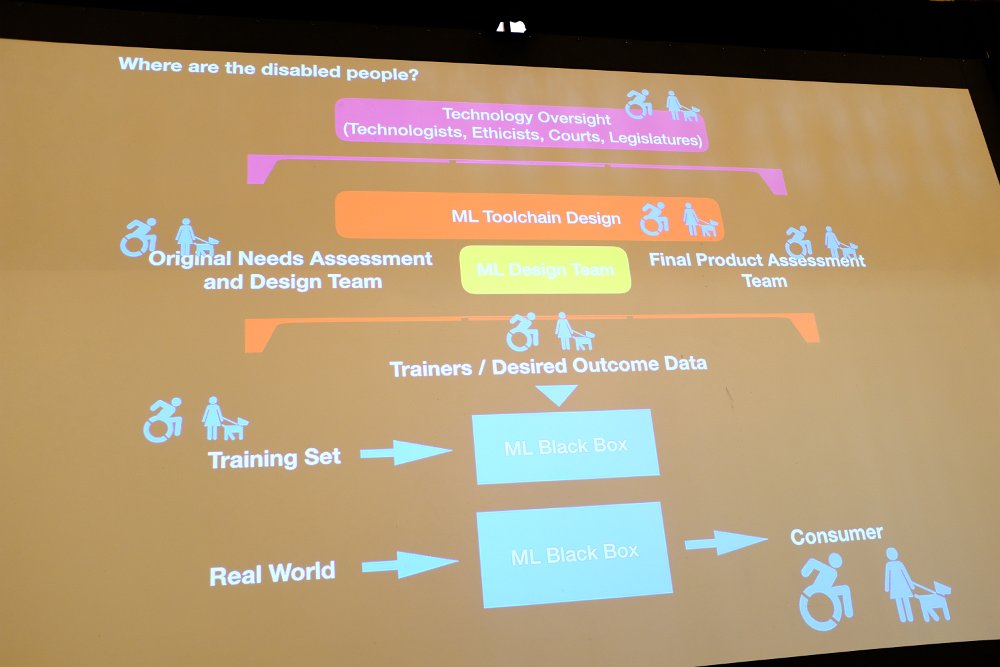 Where are the disabled people?
Technology Oversight
(Technologists, Ethicists, Courts, Legislatures)
ML Toolchain Design
Original Needs Assessment
and Design Team
ML Design Team
Final Product Assessment
Team
Trainers / Desired Outcome Data
Training Set
ML Black Box
Real World
ML Black Box
Consumer